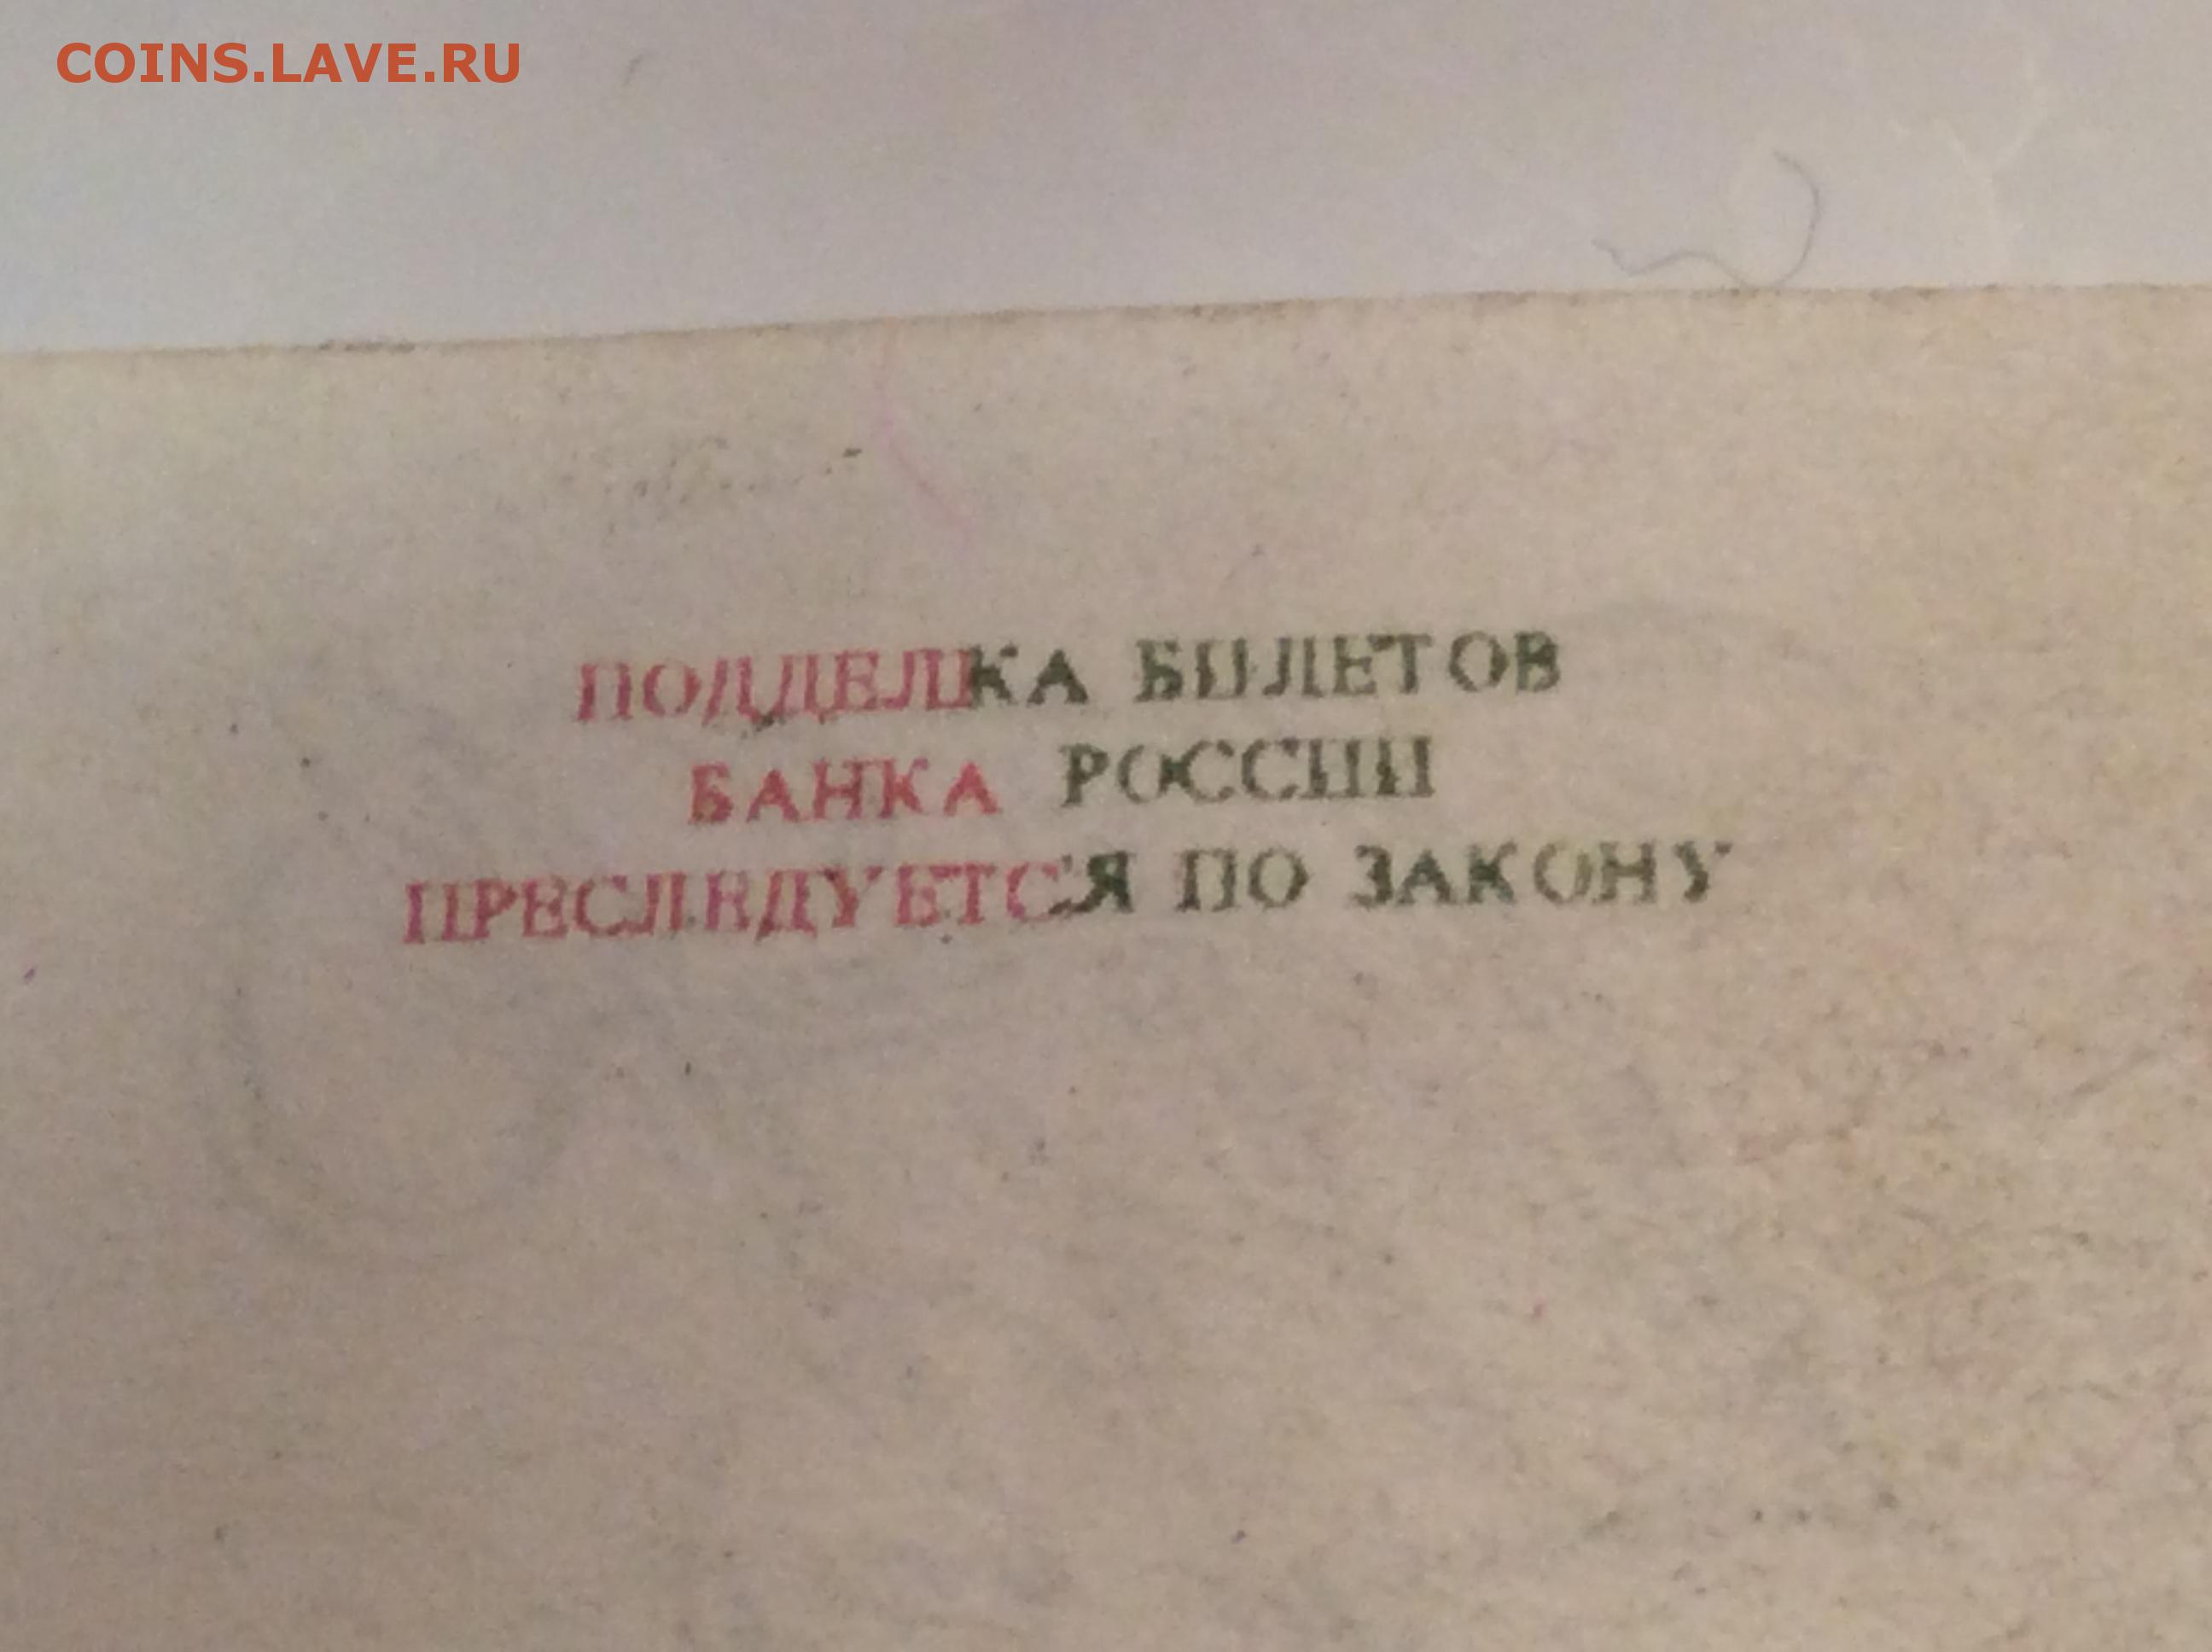 COINS.LAVE.RU
ПОДДЕЛКА БИЛЕТОВ
БАНКА РОССИИ
ПРЕСЛЕДУЕТСЯ ПО ЗАКОНУ